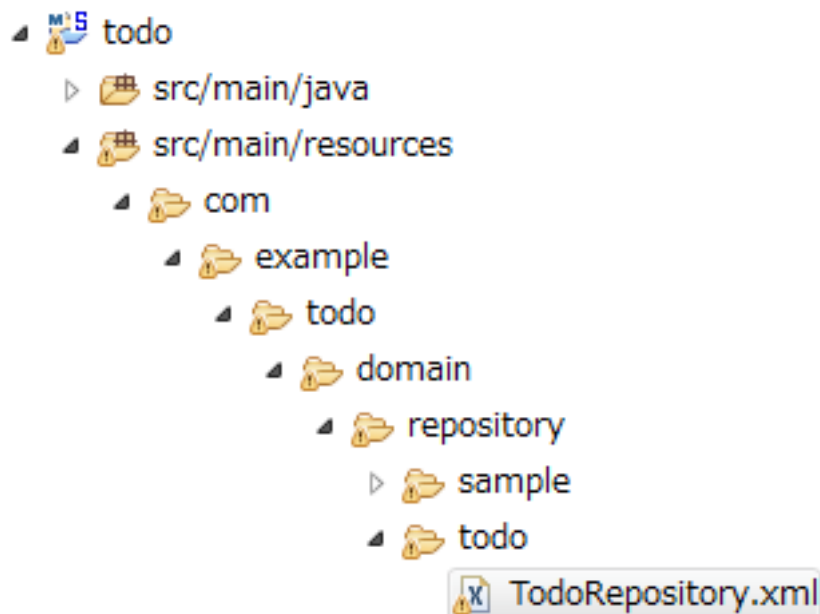 todo
src/main/java
src/main/resources
com
example
todo
domain
repository
sample
todo
TodoRepository.xml